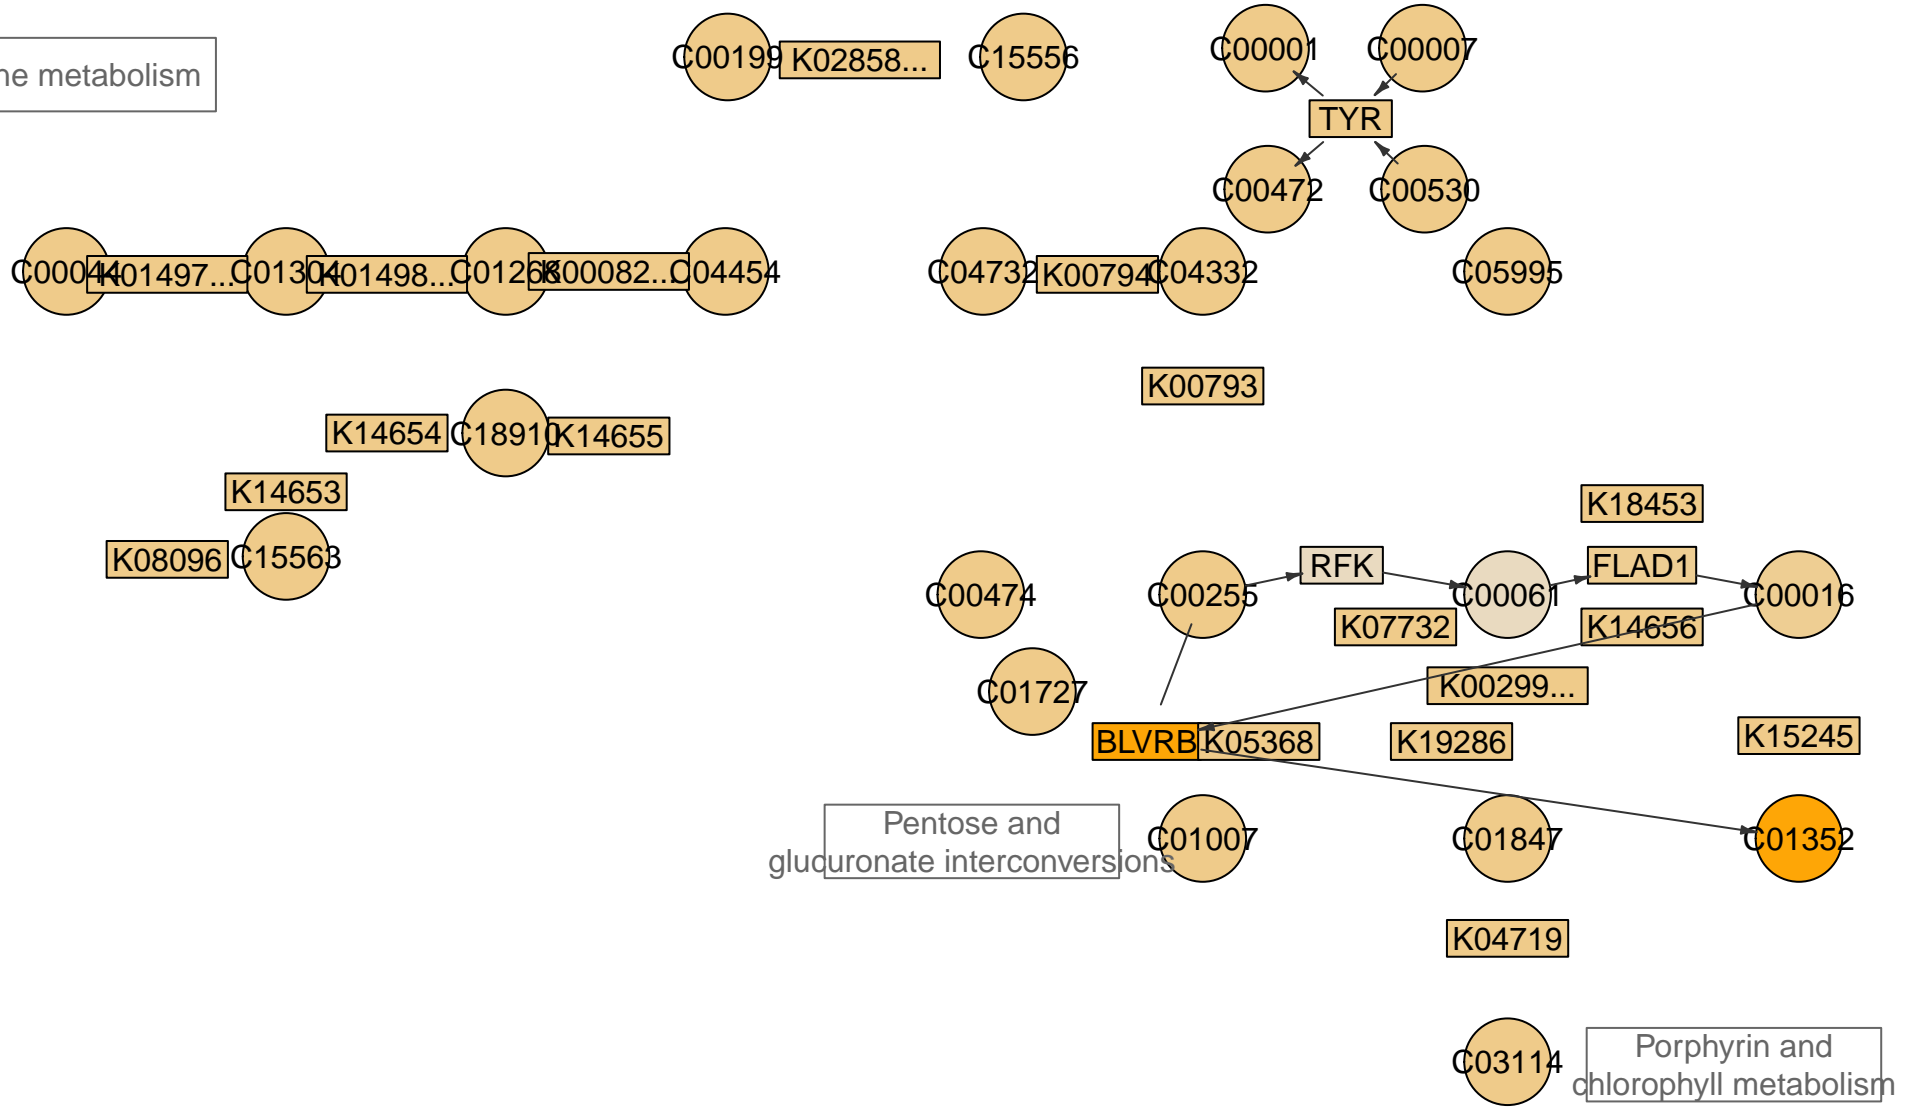 ne metabolism
C00199
K02858...
C15556
C00001
C00007
TYR
C00472
C00530
C00044
K01497...
C01304
K01498...
C01268
K00082...
C04454
C04732
K00794
C04332
C05995
K00793
K14654
C18910
K14655
K14653
K08096
C15563
K18453
C00474
C00255
RFK
C00061
FLAD1
C00016
K07732
K14656
C01727
K00299...
BLVRB
K05368
K19286
K15245
Pentose and
glucuronate interconversions
C01007
C01847
C01352
K04719
C03114
Porphyrin and
chlorophyll metabolism